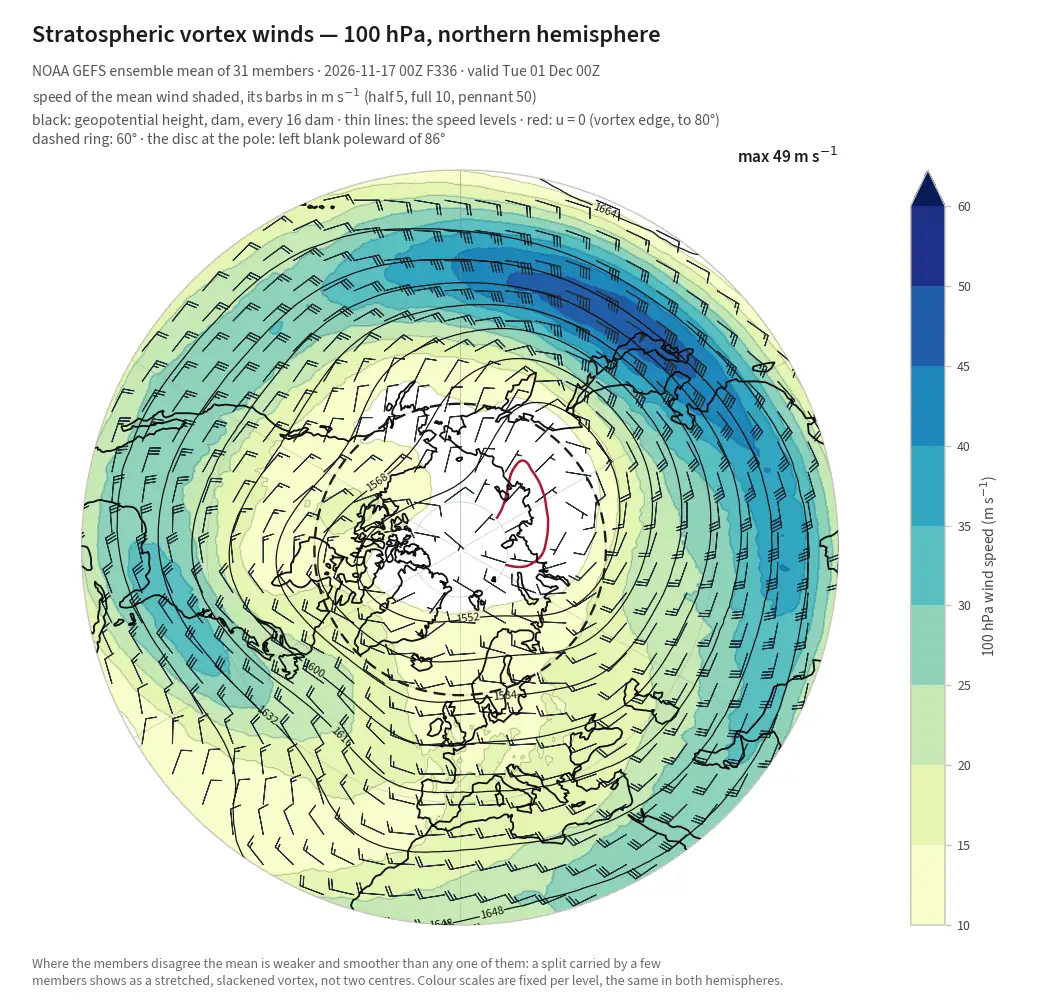 Stratospheric vortex winds — 100 hPa, northern hemisphere
NOAA GEFS ensemble mean of 31 members · 2026-11-17 00Z F336 · valid Tue 01 Dec 00Z
speed of the mean wind shaded, its barbs in m s⁻¹ (half 5, full 10, pennant 50)
black: geopotential height, dam, every 16 dam · thin lines: the speed levels · red: u = 0 (vortex edge, to 80°)
dashed ring: 60° · the disc at the pole: left blank poleward of 86°
max 49 m s⁻¹
1664
1568
1552
1600
1584
1632
1616
1648
1648
60
50
45
40
35
30
25
20
15
10
100 hPa wind speed (m s⁻¹)
Where the members disagree the mean is weaker and smoother than any one of them: a split carried by a few
members shows as a stretched, slackened vortex, not two centres. Colour scales are fixed per level, the same in both hemispheres.